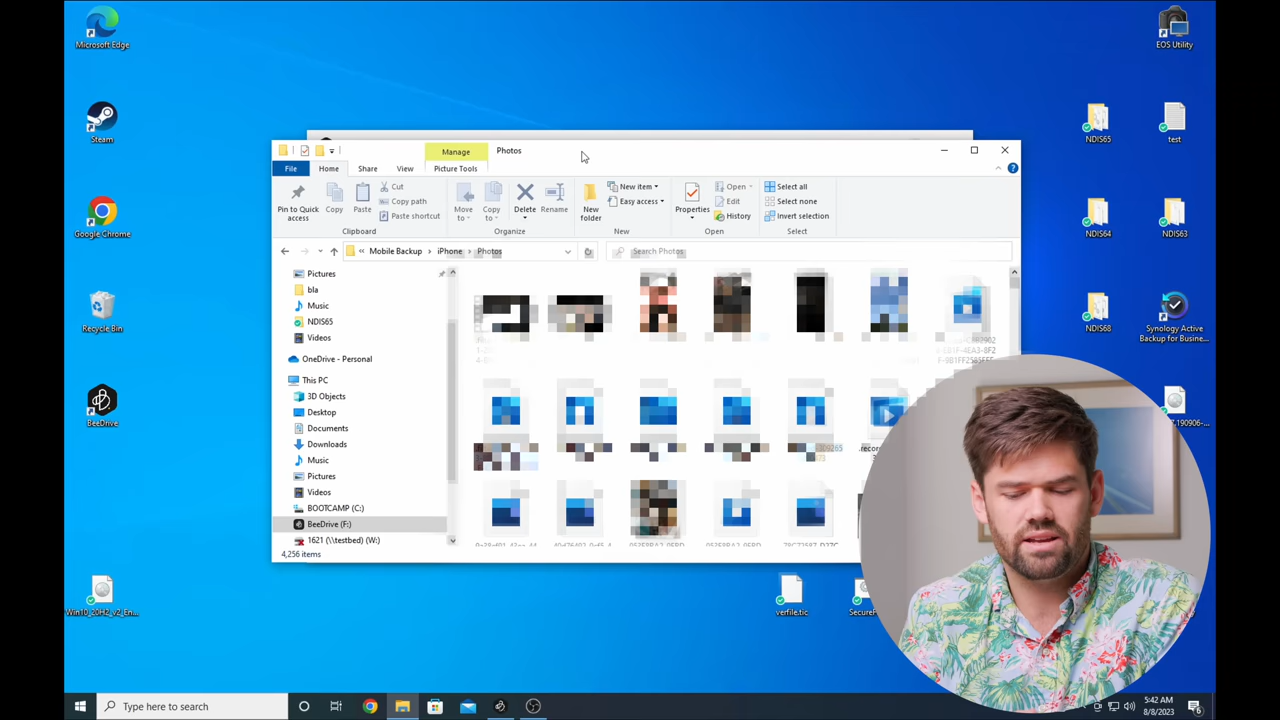 Microsoft Edge
EOS Utility
Steam
NDIS65
test
Google Chrome
NDIS64
NDIS63
Recycle Bin
NDIS68
Synology Active
Backup for Busine...
BeeDrive
Win10_20H2_v2_En...
verfile.tic
Manage
Photos
File
Home
Share
View
Picture Tools
Pin to Quick
access
Copy
Paste
Cut
Copy path
Paste shortcut
Clipboard
Move
to
Copy
to
Delete
Rename
Organize
New
folder
New item
Easy access
New
Properties
Open
Edit
History
Open
Select all
Select none
Invert selection
Select
Mobile Backup
iPhone
Photos
Search Photos
Pictures
bla
Music
NDIS65
Videos
OneDrive - Personal
This PC
3D Objects
Desktop
Documents
Downloads
Music
Pictures
Videos
BOOTCAMP (C:)
BeeDrive (F:)
1621 (\\testbed) (W:)
4,256 items
Type here to search
5:42 AM
8/8/2023
6